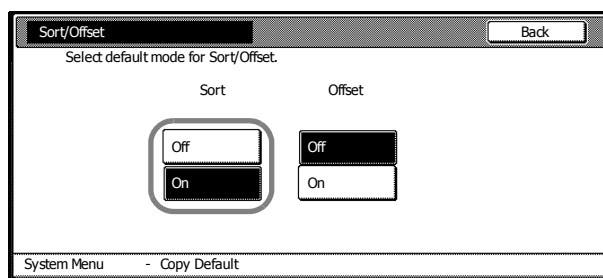 Sort/Offset Back
Select default mode for Sort/Offset.
Sort Offset
Off Off
On On
System Menu - Copy Default